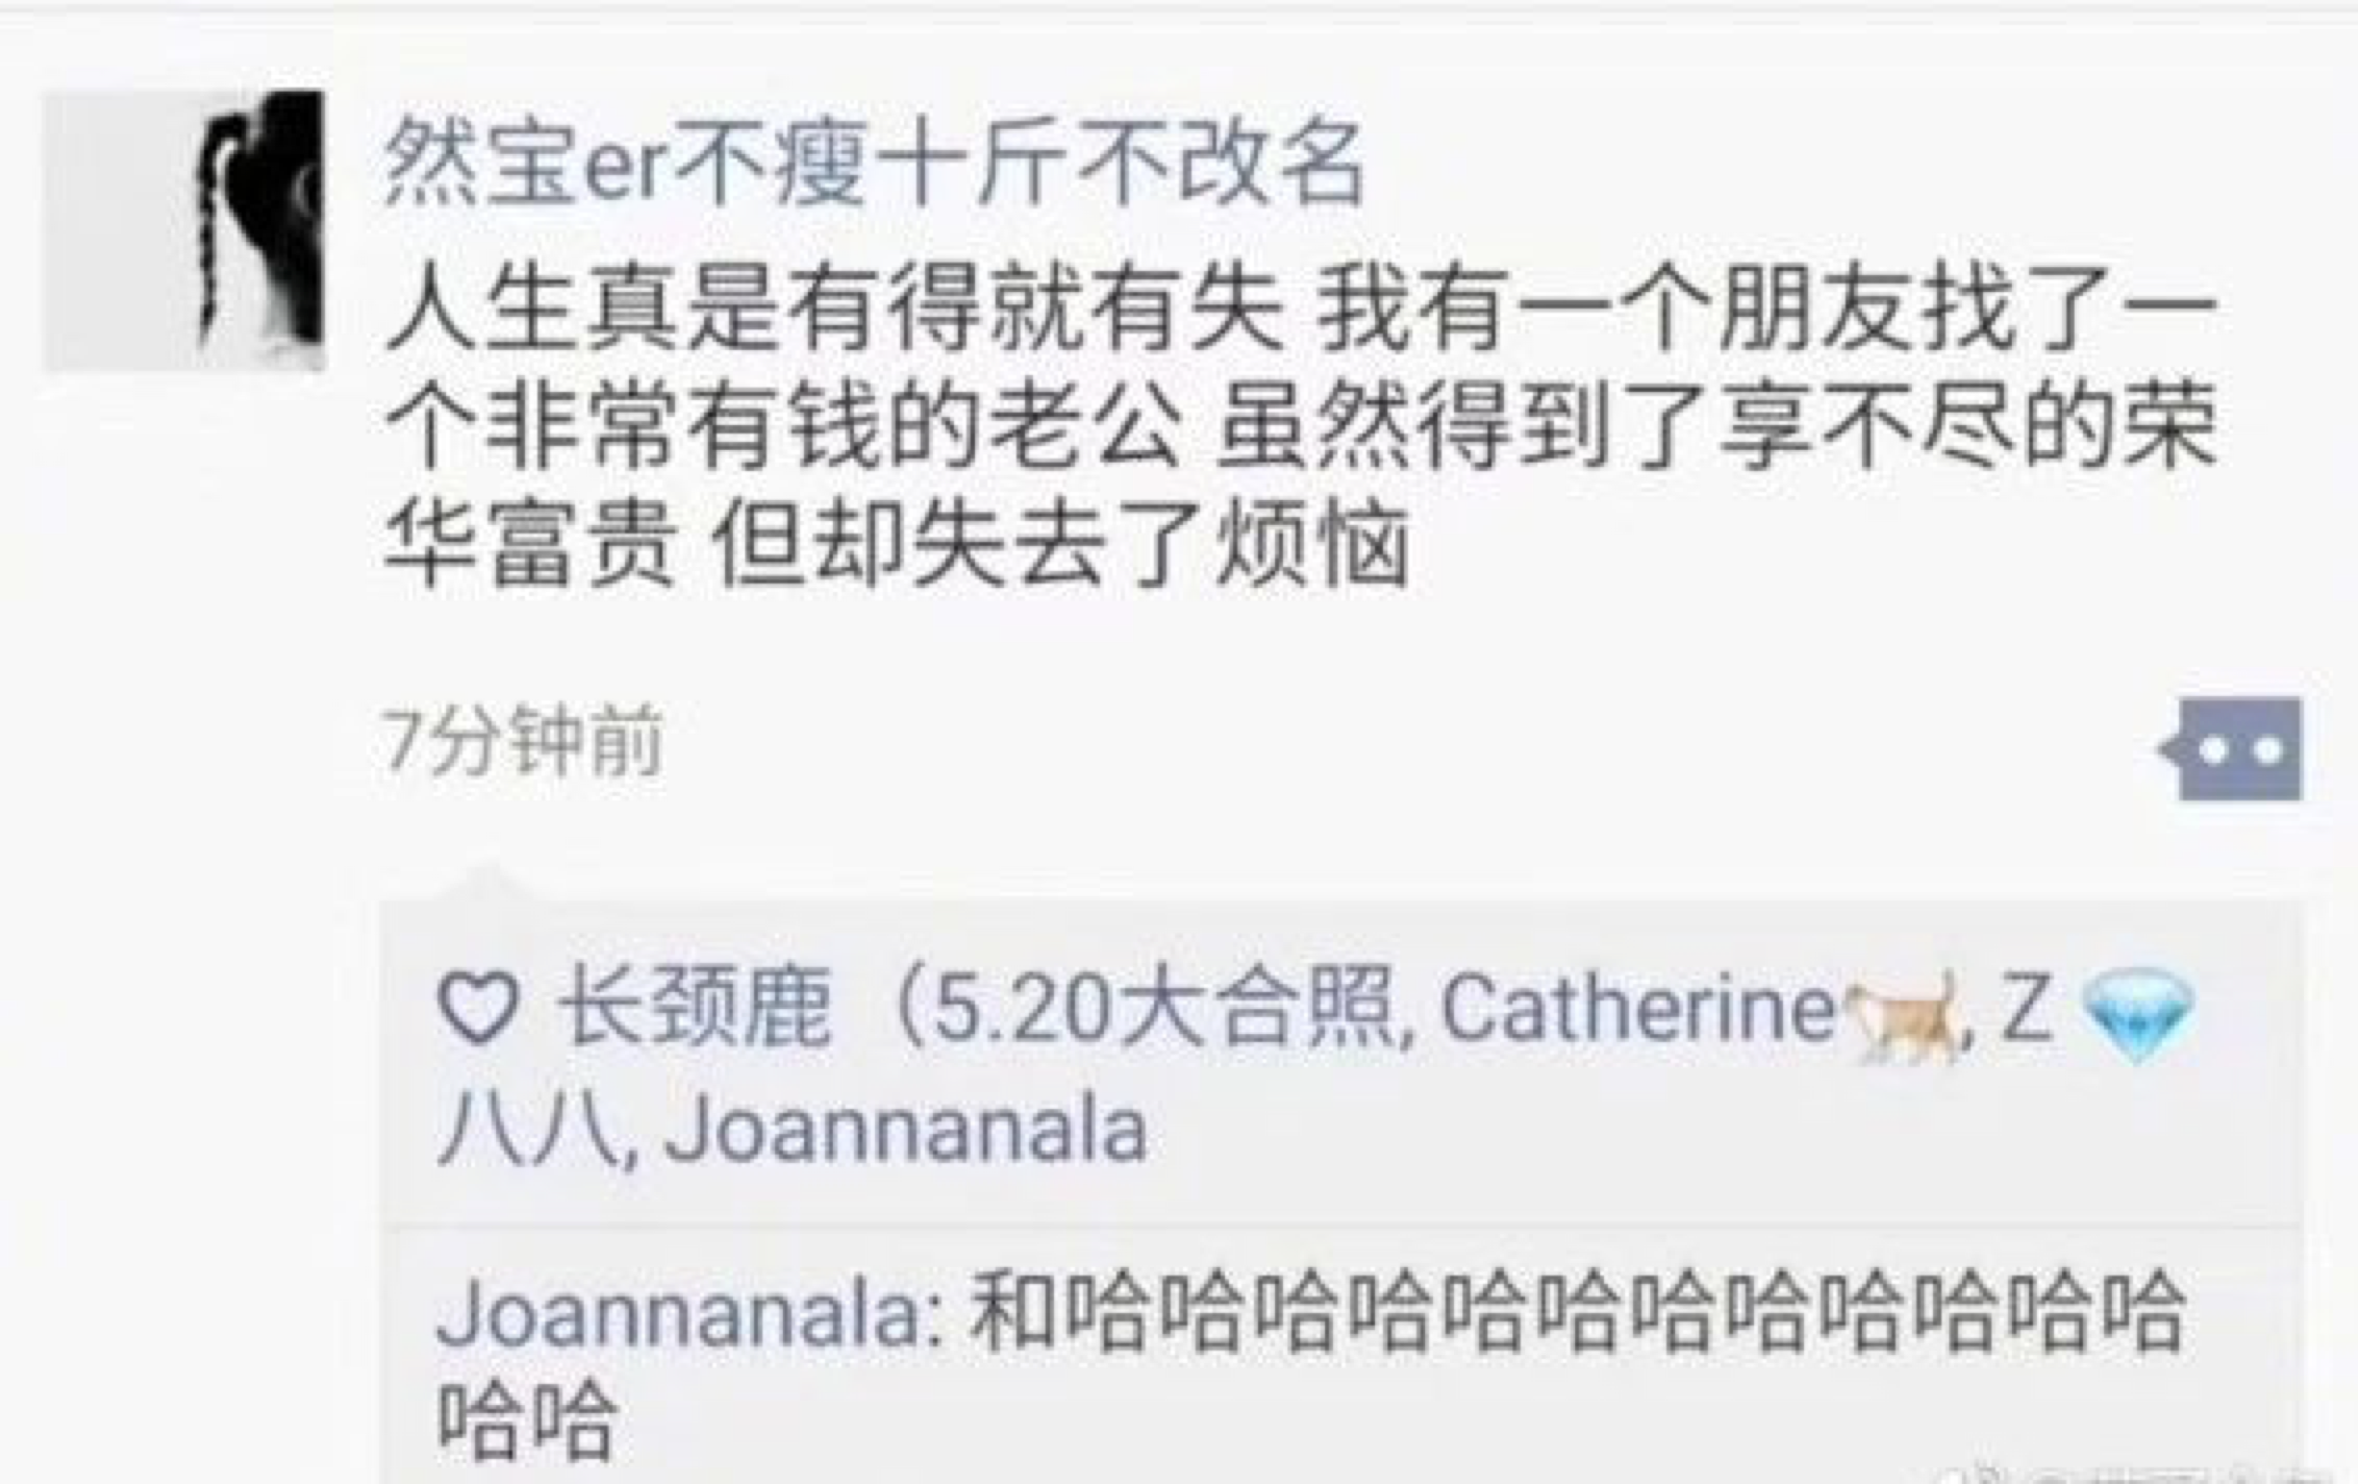 然宝er不瘦十斤不改名
人生真是有得就有失 我有一个朋友找了一
个非常有钱的老公 虽然得到了享不尽的荣
华富贵 但却失去了烦恼
7分钟前
长颈鹿（5.20大合照, Catherine🐈, Z 💎
八八, Joannanala
Joannanala: 和哈哈哈哈哈哈哈哈哈哈哈哈
哈哈